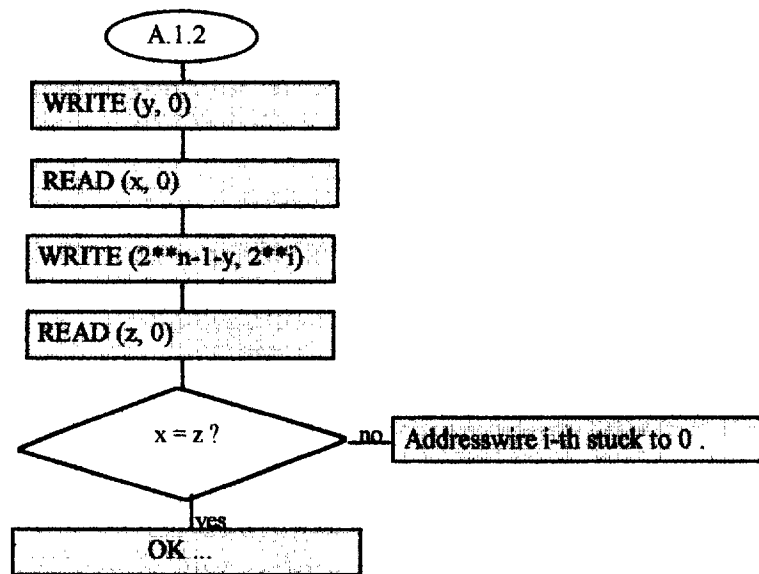 A.1.2
WRITE (y, 0)
READ (x, 0)
WRITE (2**n-1-y, 2**i)
READ (z, 0)
x = z ?
no
Addresswire i-th stuck to 0 .
yes
OK ...